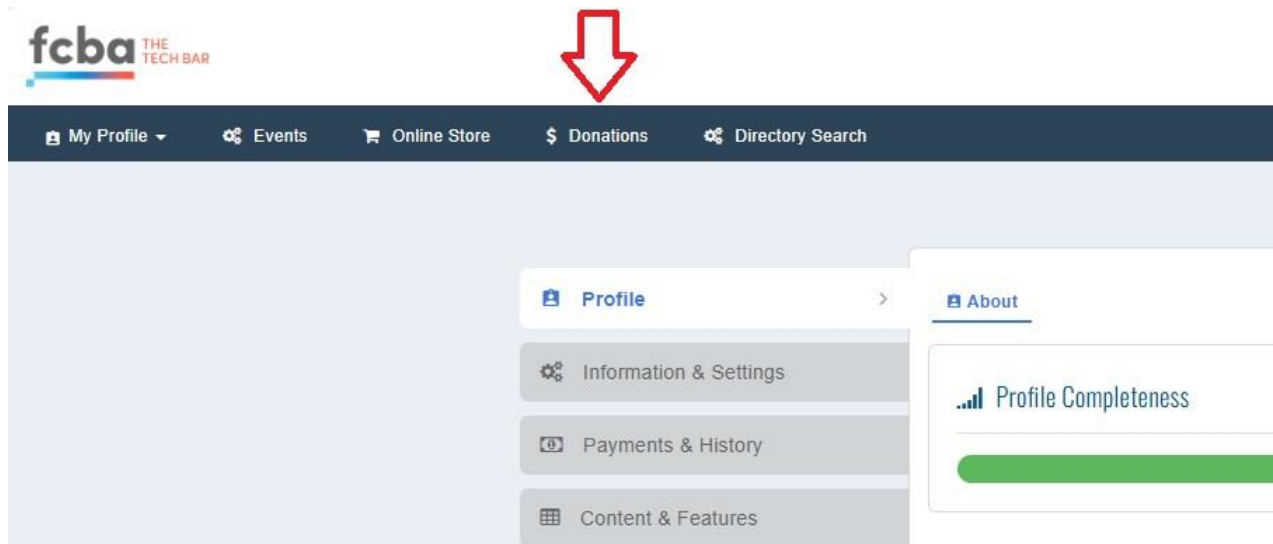 fcba THE
TECH BAR
My Profile Events Online Store $ Donations Directory Search
Profile
About
Information & Settings
Profile Completeness
Payments & History
Content & Features